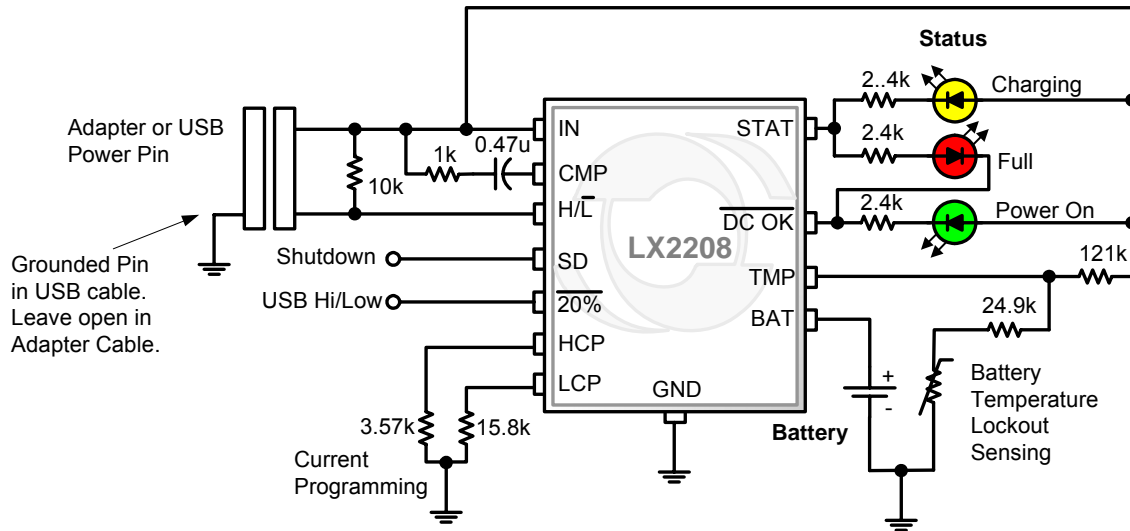 Status
2..4k
Charging
Adapter or USB
Power Pin
1k
0.47u
10k
IN
CMP
H/L̅
SD
2̅0̅%̅
HCP
LCP
GND
STAT
D̅C̅ ̅O̅K̅
TMP
BAT
LX2208
2.4k
Full
2.4k
Power On
121k
24.9k
Shutdown
USB Hi/Low
Grounded Pin
in USB cable.
Leave open in
Adapter Cable.
3.57k
15.8k
Current
Programming
+
-
Battery
Battery
Temperature
Lockout
Sensing